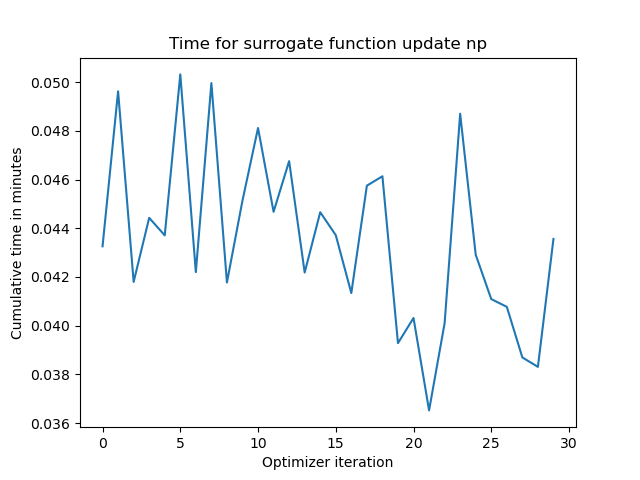 Time for surrogate function update np
0.050
0.048
0.046
0.044
0.042
0.040
0.038
0.036
Cumulative time in minutes
0 5 10 15 20 25 30
Optimizer iteration